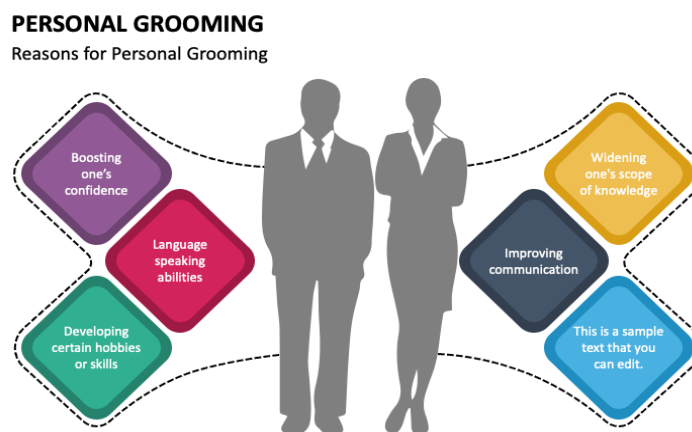 PERSONAL GROOMING
Reasons for Personal Grooming
Boosting
one's
confidence
Language
speaking
abilities
Developing
certain hobbies
or skills
Widening
one's scope
of knowledge
Improving
communication
This is a sample
text that you
can edit.